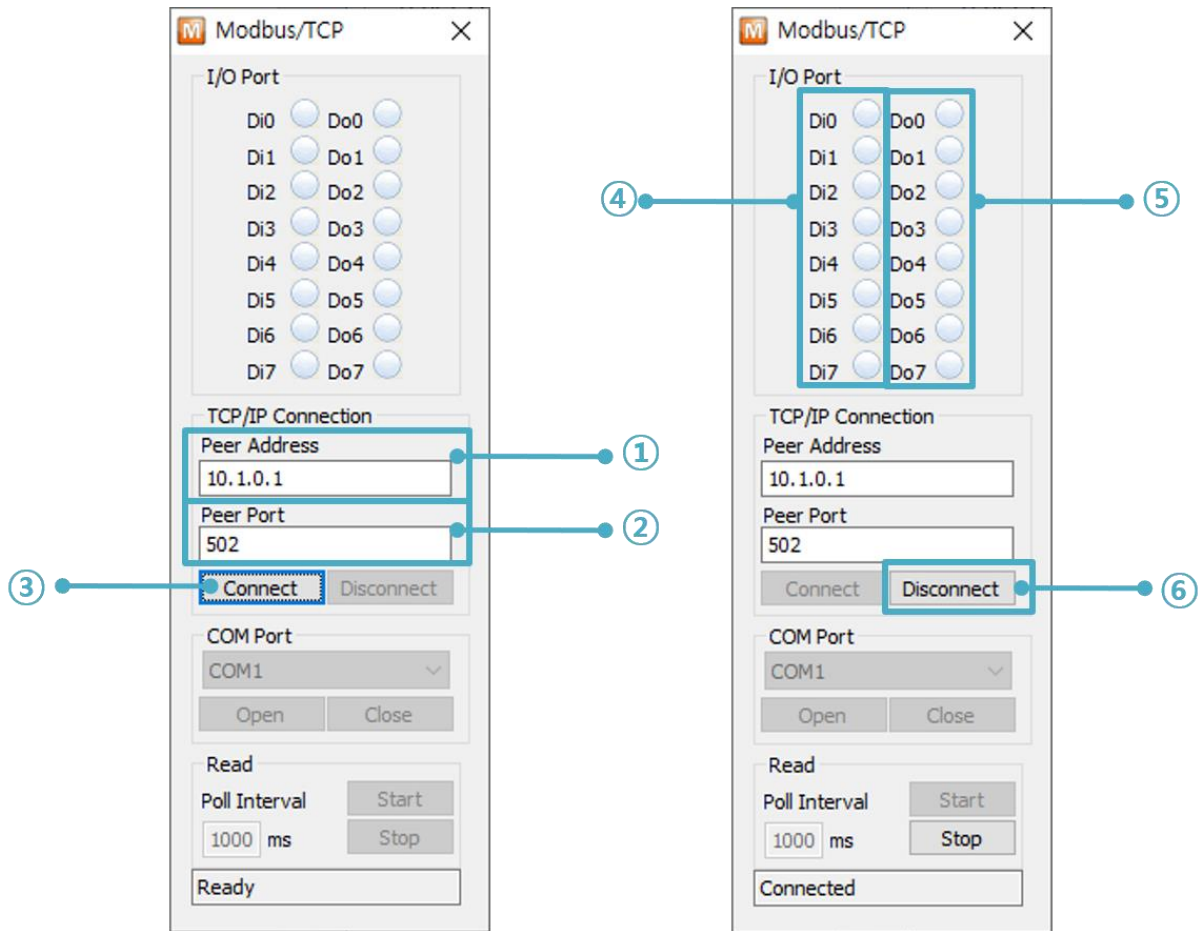 Modbus/TCP
I/O Port
Di0 Do0
Di1 Do1
Di2 Do2
Di3 Do3
Di4 Do4
Di5 Do5
Di6 Do6
Di7 Do7
TCP/IP Connection
Peer Address
10.1.0.1
①
Peer Port
502
②
③
Connect Disconnect
COM Port
COM1
Open Close
Read
Poll Interval Start
1000 ms Stop
Ready
Modbus/TCP
I/O Port
Di0 Do0
Di1 Do1
④ Di2 Do2 ⑤
Di3 Do3
Di4 Do4
Di5 Do5
Di6 Do6
Di7 Do7
TCP/IP Connection
Peer Address
10.1.0.1
Peer Port
502
Connect Disconnect ⑥
COM Port
COM1
Open Close
Read
Poll Interval Start
1000 ms Stop
Connected